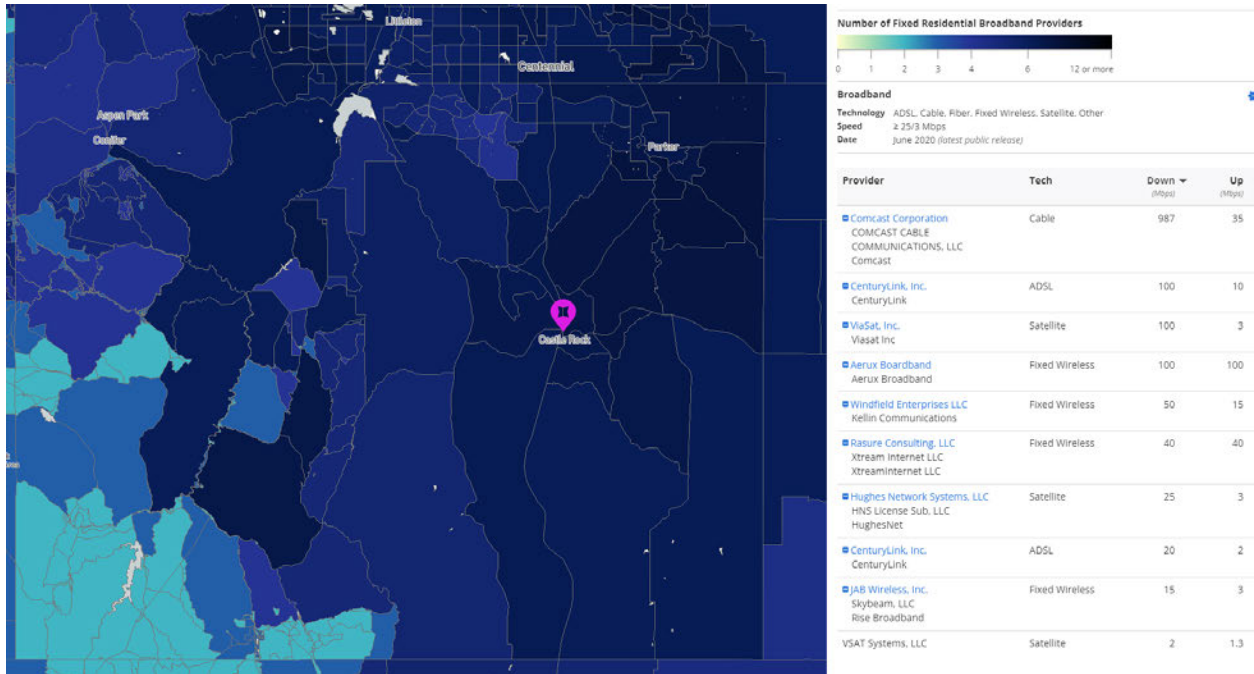 Littleton
Centennial
Aspen Park
Conifer
Parker
Castle Rock
Number of Fixed Residential Broadband Providers
0 1 2 3 4 6 12 or more
Broadband
Technology ADSL, Cable, Fiber, Fixed Wireless, Satellite, Other
Speed ≥ 25/3 Mbps
Date June 2020 (latest public release)
Provider Tech Down Up
(Mbps) (Mbps)
Comcast Corporation Cable 987 35
COMCAST CABLE
COMMUNICATIONS, LLC
Comcast
CenturyLink, Inc. ADSL 100 10
CenturyLink
ViaSat, Inc. Satellite 100 3
Viasat Inc
Aerux Boardband Fixed Wireless 100 100
Aerux Broadband
Windfield Enterprises LLC Fixed Wireless 50 15
Kellin Communications
Rasure Consulting, LLC Fixed Wireless 40 40
Xtream Internet LLC
XtreamInternet LLC
Hughes Network Systems, LLC Satellite 25 3
HNS License Sub, LLC
HughesNet
CenturyLink, Inc. ADSL 20 2
CenturyLink
JAB Wireless, Inc. Fixed Wireless 15 3
Skybeam, LLC
Rise Broadband
VSAT Systems, LLC Satellite 2 1.3